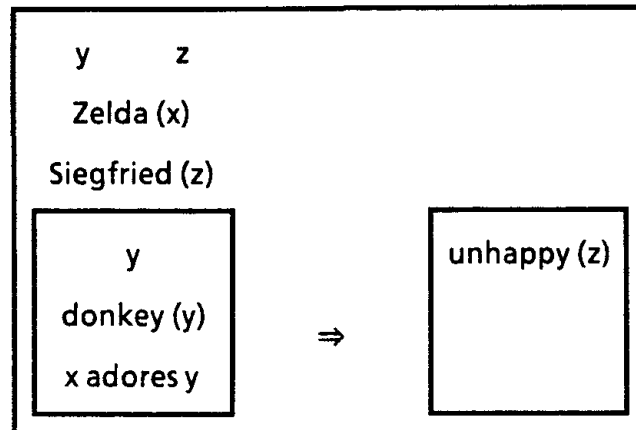 y z
Zelda (x)
Siegfried (z)
y
donkey (y)
x adores y
⇒
unhappy (z)